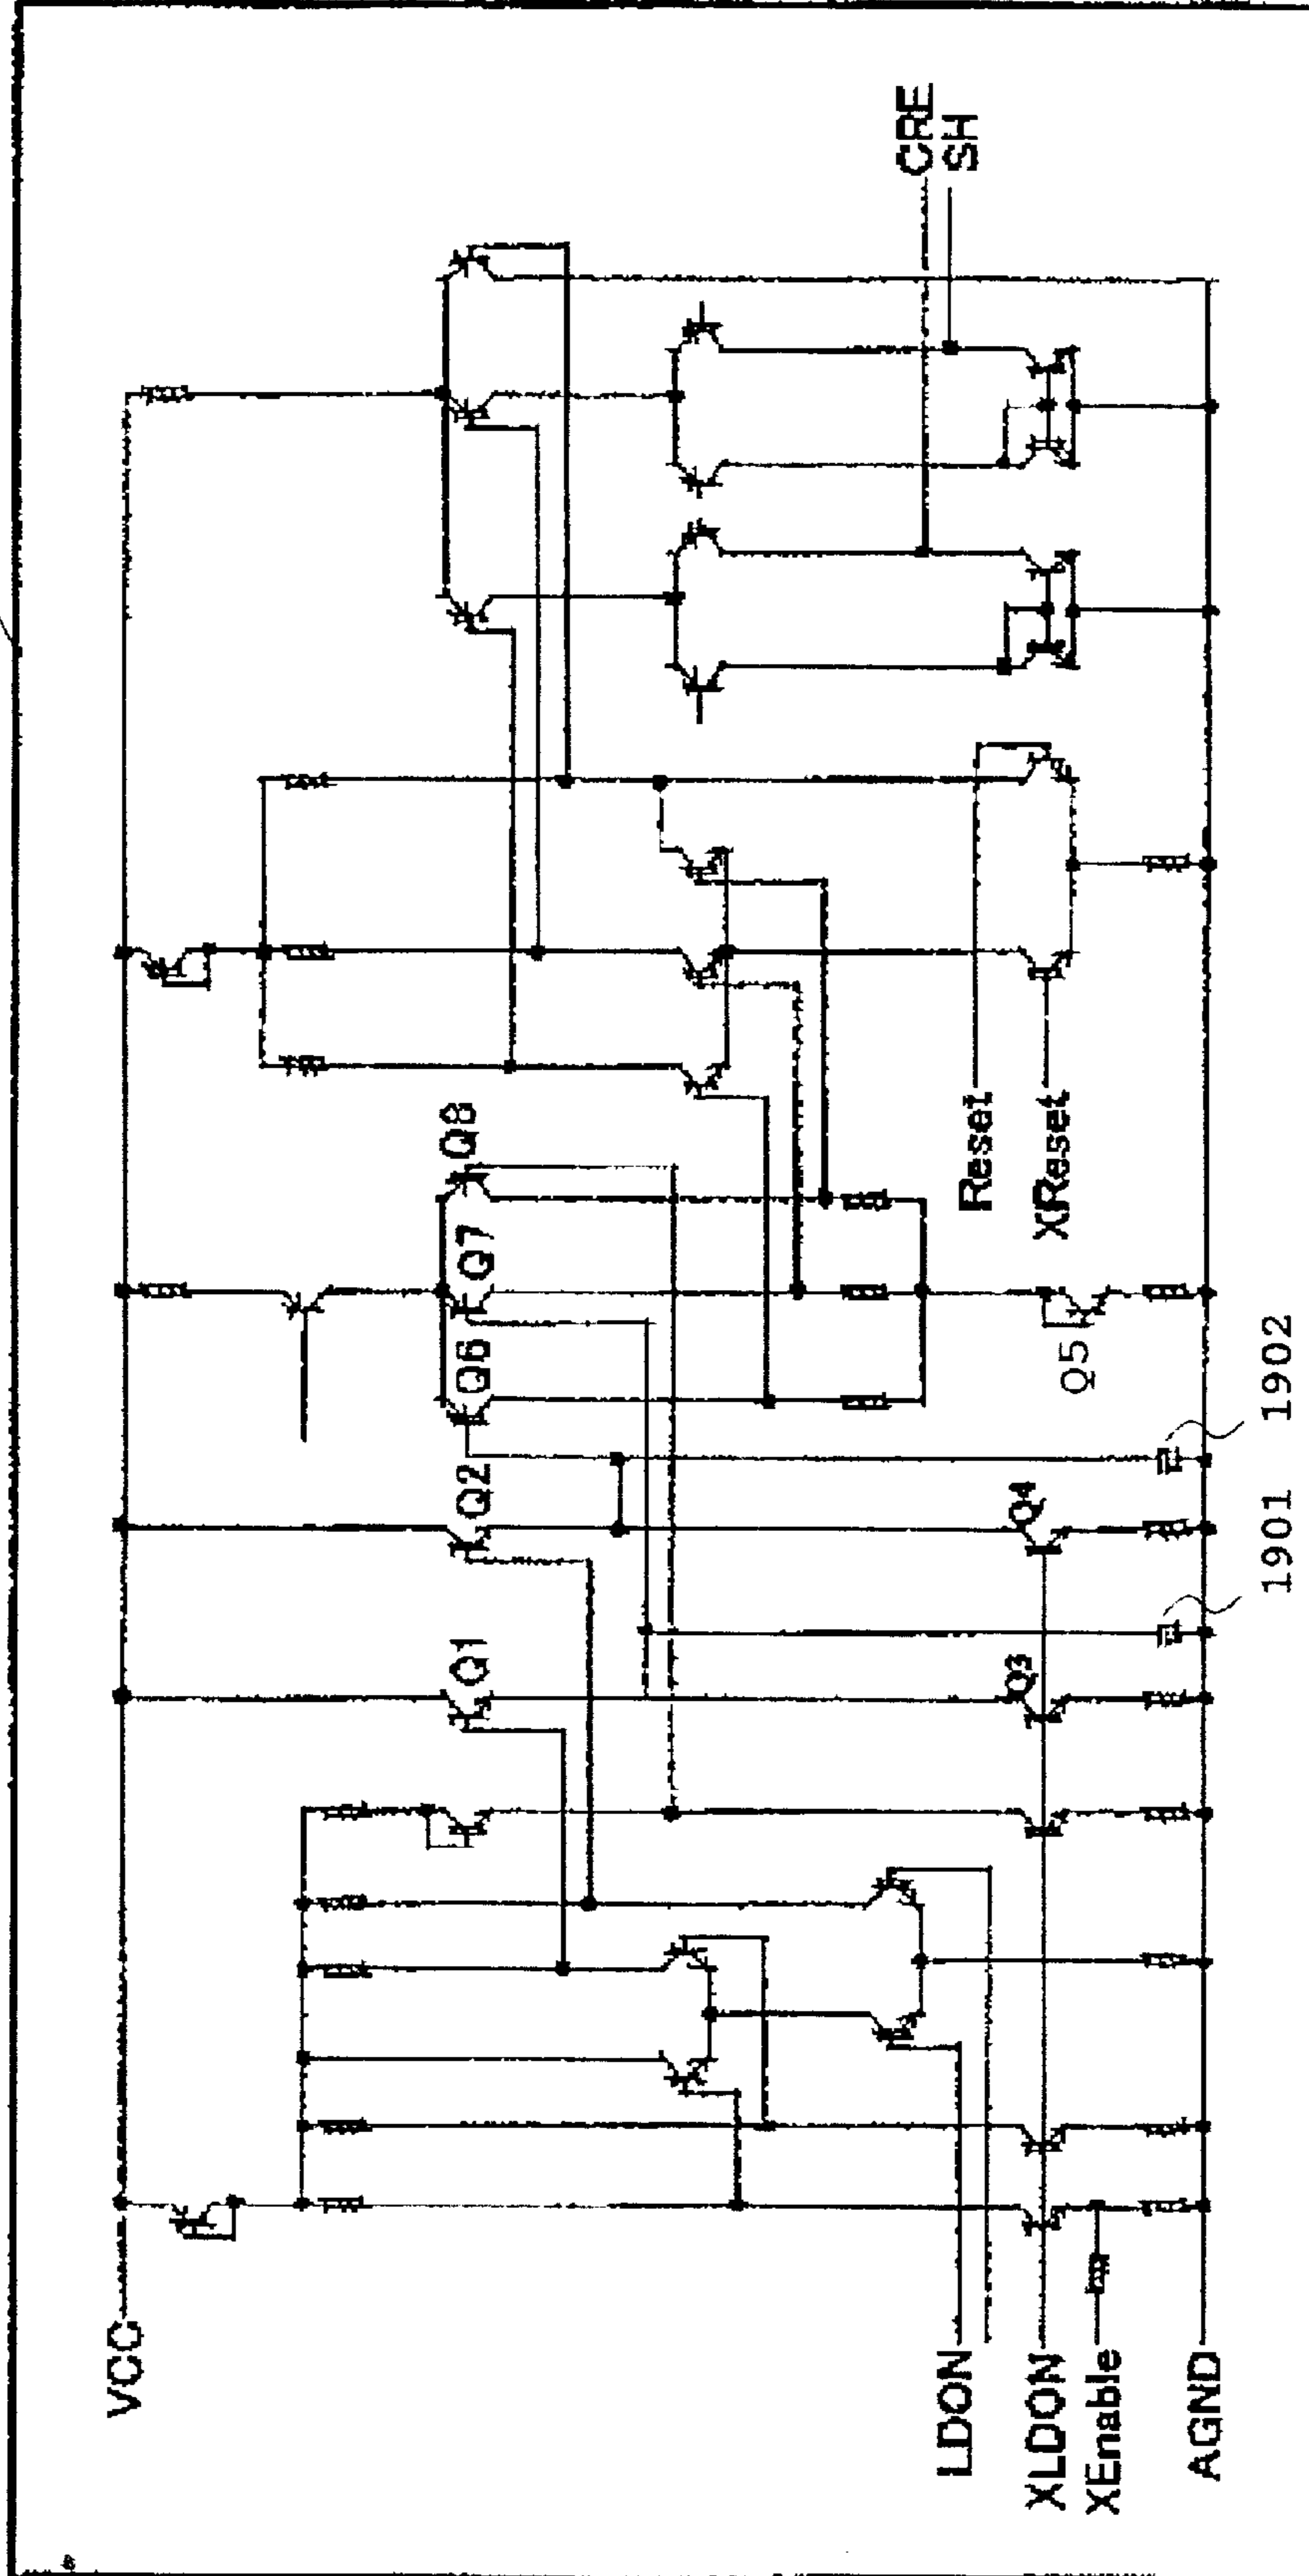 VCC
LDON
XLDON
XEnable
AGND
Q1
Q2
Q3
Q4
Q5
Q6
Q7
Q8
1901
1902
Reset
XReset
CRE
SH